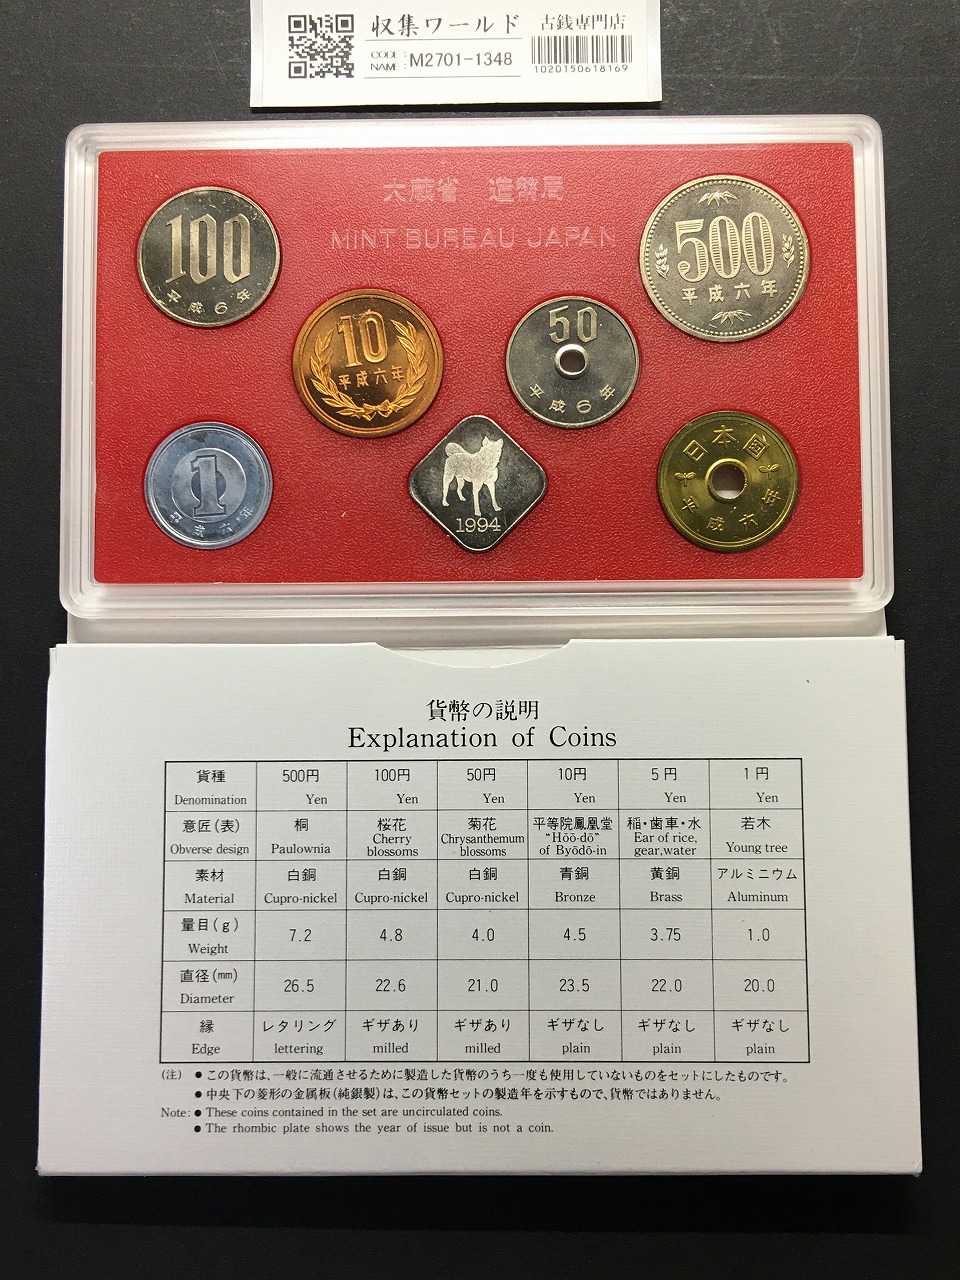 収集ワールド 古銭専門店
CODE:
NAME: M2701-1348
1020150618169
大蔵省 造幣局
MINT BUREAU JAPAN
100
平成6年
500
平成六年
10
平成六年
50
平成6年
1
平成六年
1994
日本国
平成六年
貨幣の説明
Explanation of Coins
貨種 500円 100円 50円 10円 5円 1円
Denomination Yen Yen Yen Yen Yen Yen
意匠(表) 桐 桜花 菊花 平等院鳳凰堂 稲・歯車・水 若木
Obverse design Paulownia Cherry blossoms Chrysanthemum blossoms "Hōō-dō" of Byōdō-in Ear of rice, gear,water Young tree
素材 白銅 白銅 白銅 青銅 黄銅 アルミニウム
Material Cupro-nickel Cupro-nickel Cupro-nickel Bronze Brass Aluminum
量目(g) 7.2 4.8 4.0 4.5 3.75 1.0
Weight
直径(mm) 26.5 22.6 21.0 23.5 22.0 20.0
Diameter
縁 レタリング ギザあり ギザあり ギザなし ギザなし ギザなし
Edge lettering milled milled plain plain plain
(注) ● この貨幣は、一般に流通させるために製造した貨幣のうち一度も使用していないものをセットにしたものです。
● 中央下の菱形の金属板(純銀製)は、この貨幣セットの製造年を示すもので、貨幣ではありません。
Note: ● These coins contained in the set are uncirculated coins.
● The rhombic plate shows the year of issue but is not a coin.